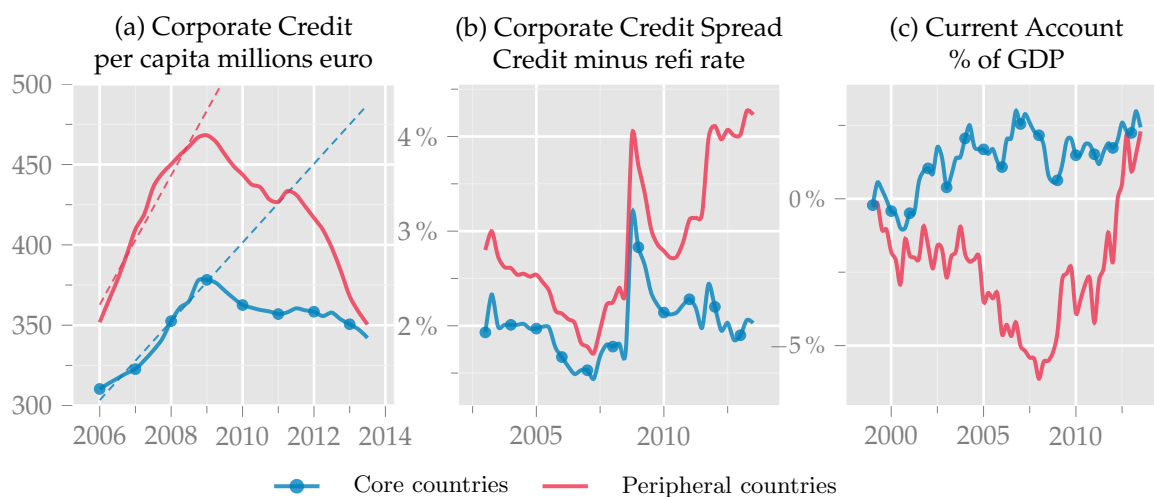 (a) Corporate Credit
per capita millions euro
500
450
400
350
300
2006 2008 2010 2012 2014
(b) Corporate Credit Spread
Credit minus refi rate
4 %
3 %
2 %
2005 2010
(c) Current Account
% of GDP
0 %
−5 %
2000 2005 2010
Core countries Peripheral countries